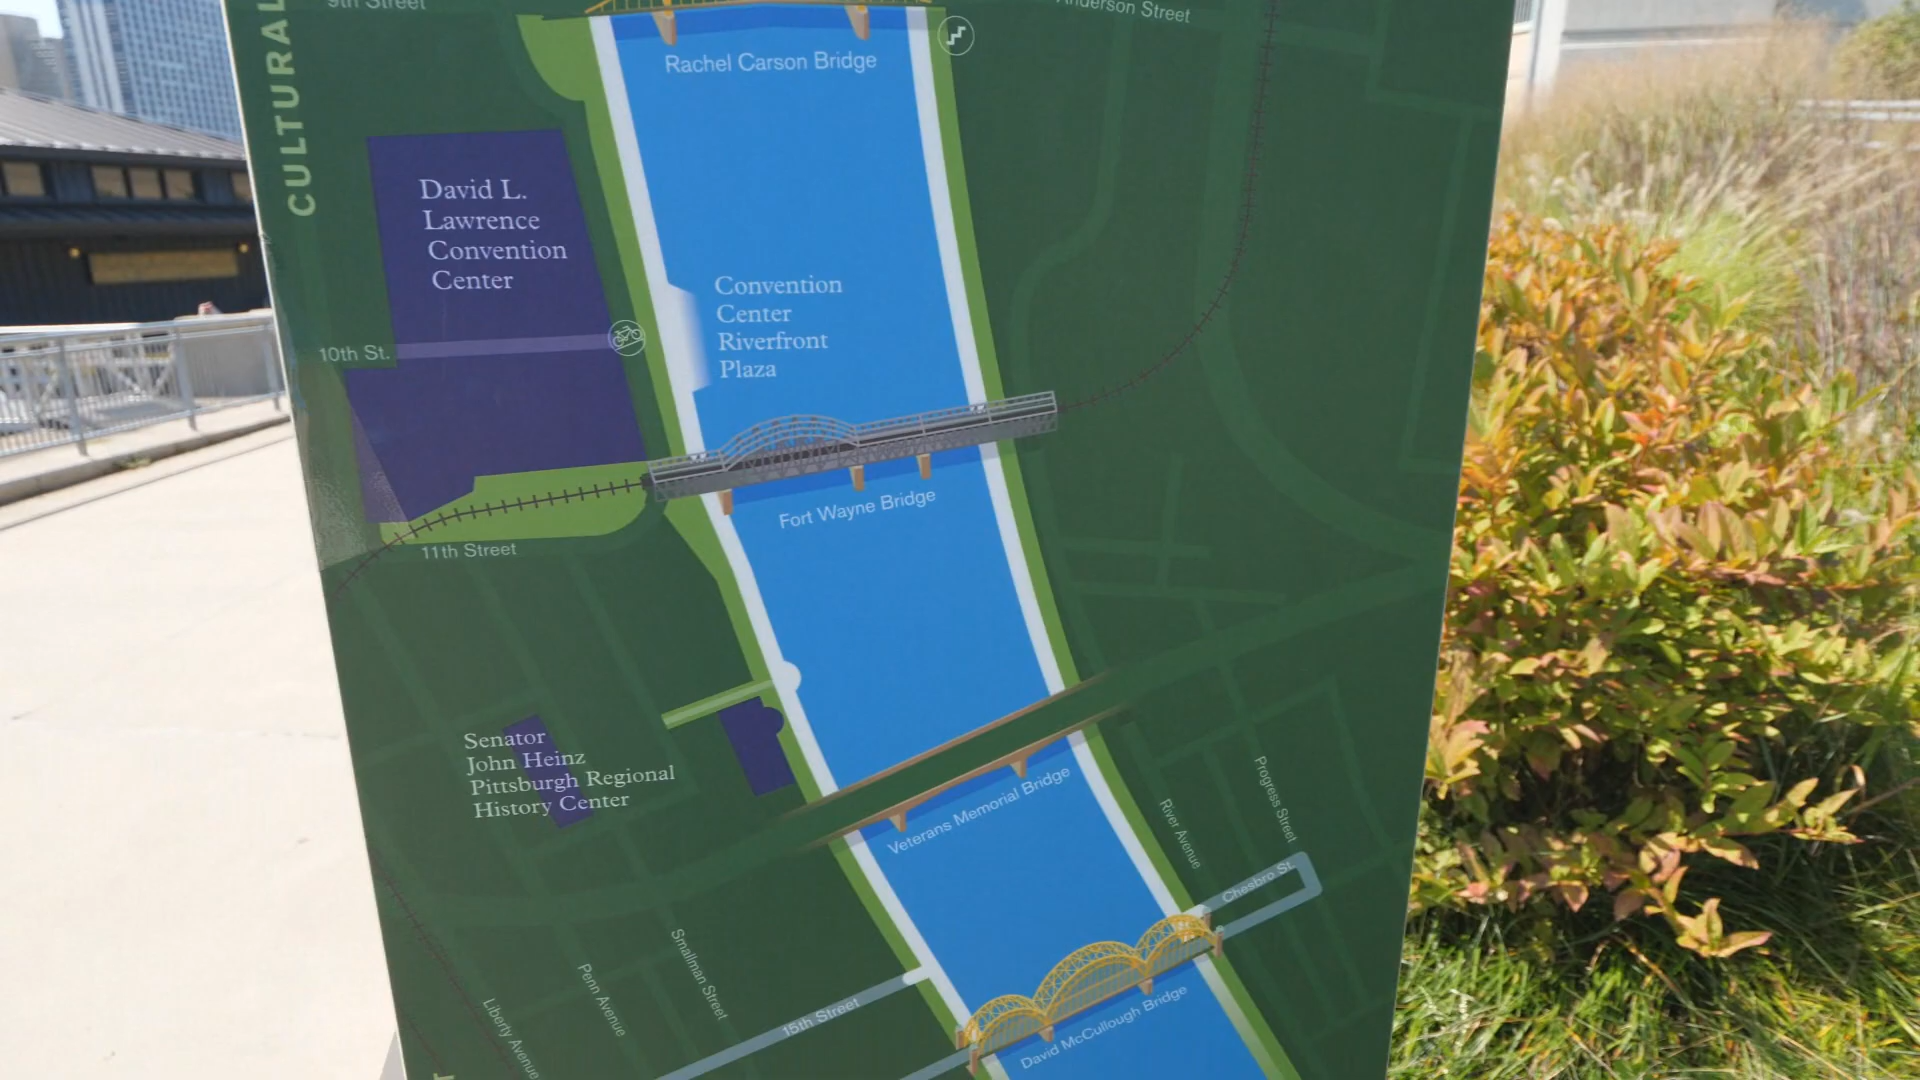 9th Street
Anderson Street
CULTURAL
Rachel Carson Bridge
David L.
Lawrence
Convention
Center
Convention
Center
Riverfront
Plaza
10th St.
Fort Wayne Bridge
11th Street
Senator
John Heinz
Pittsburgh Regional
History Center
Veterans Memorial Bridge
River Avenue
Progress Street
Chesbro St.
Smallman Street
Penn Avenue
Liberty Avenue
15th Street
David McCullough Bridge